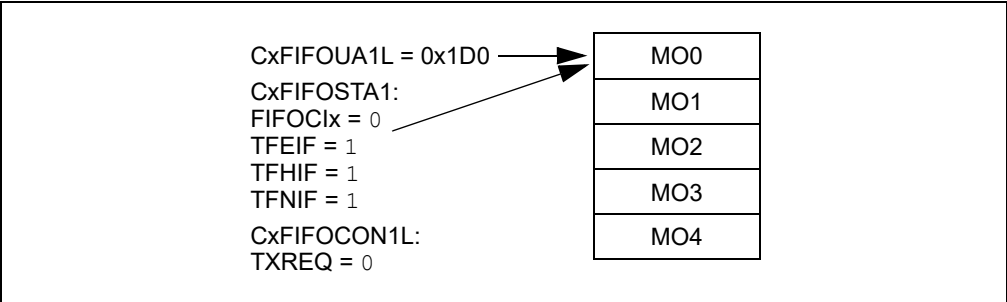 CxFIFOUA1L = 0x1D0
CxFIFOSTA1:
FIFOCIx = 0
TFEIF = 1
TFHIF = 1
TFNIF = 1
CxFIFOCON1L:
TXREQ = 0
MO0
MO1
MO2
MO3
MO4